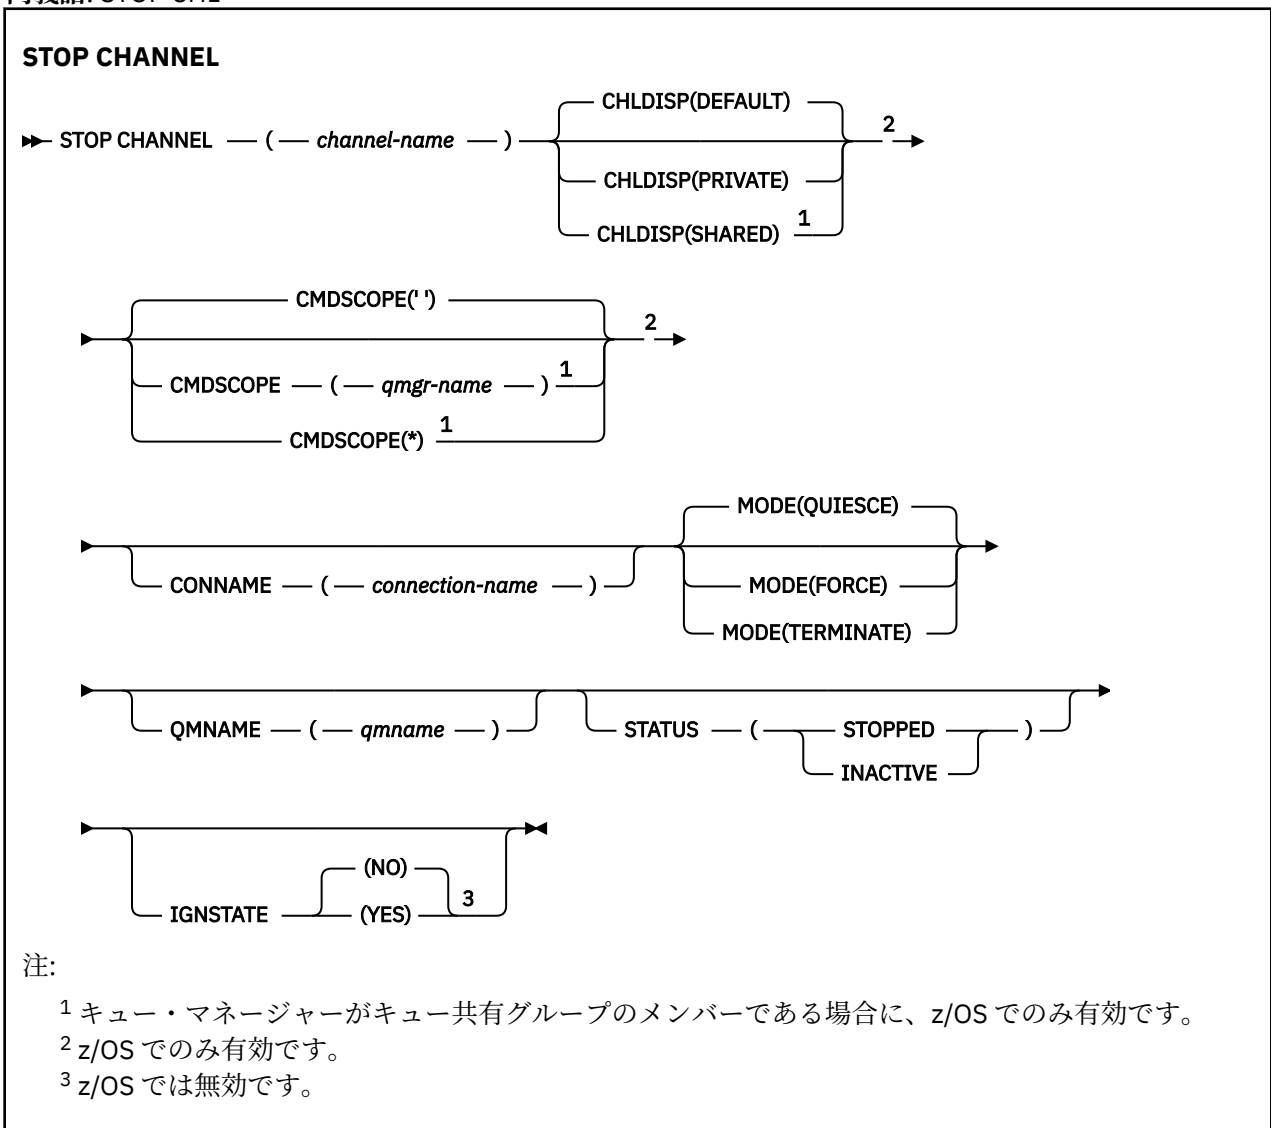 STOP CHANNEL
CHLDISP(DEFAULT)
STOP CHANNEL ( channel-name ) 2
CHLDISP(PRIVATE)
CHLDISP(SHARED) 1
CMDSCOPE(' ')
2
CMDSCOPE ( qmgr-name ) 1
CMDSCOPE(*) 1
MODE(QUIESCE)
CONNAME ( connection-name ) MODE(FORCE)
MODE(TERMINATE)
QMNAME ( qmname ) STATUS ( STOPPED )
INACTIVE
(NO)
IGNSTATE (YES) 3
注:
1 キュー・マネージャーがキュー共有グループのメンバーである場合に、z/OS でのみ有効です。
2 z/OS でのみ有効です。
3 z/OS では無効です。